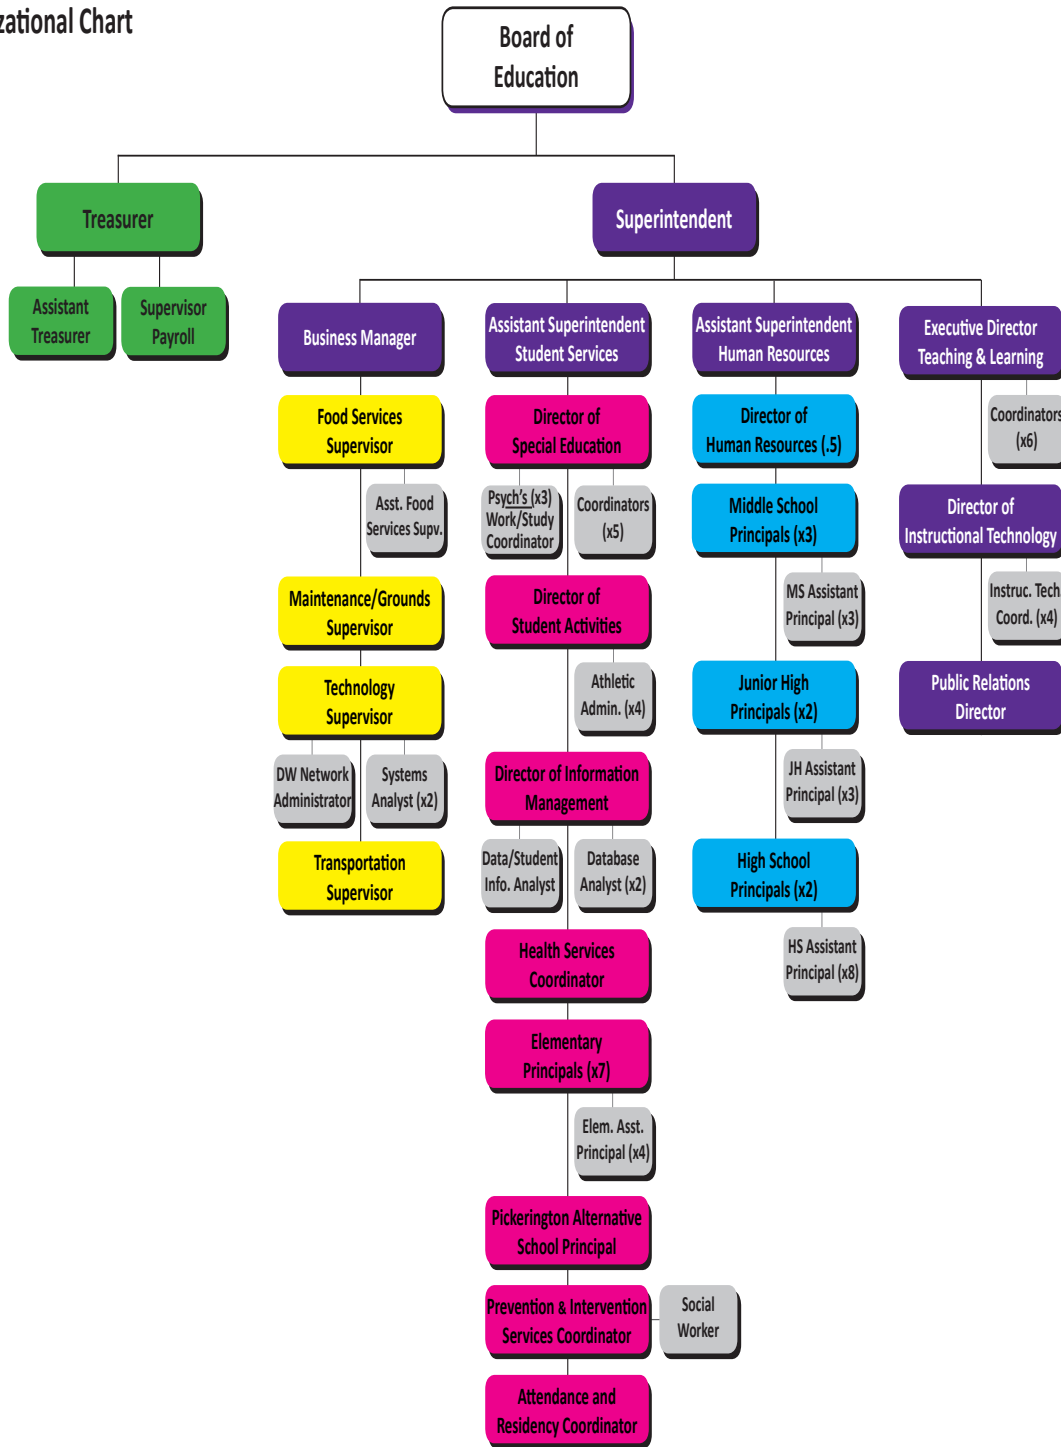 zational Chart
Board of
Education
Treasurer
Superintendent
Assistant
Treasurer
Supervisor
Payroll
Business Manager
Assistant Superintendent
Student Services
Assistant Superintendent
Human Resources
Executive Director
Teaching & Learning
Food Services
Supervisor
Asst. Food
Services Supv.
Maintenance/Grounds
Supervisor
Technology
Supervisor
DW Network
Administrator
Systems
Analyst (x2)
Transportation
Supervisor
Director of
Special Education
Psych's (x3)
Work/Study
Coordinator
Coordinators
(x5)
Director of
Student Activities
Athletic
Admin. (x4)
Director of Information
Management
Data/Student
Info. Analyst
Database
Analyst (x2)
Health Services
Coordinator
Elementary
Principals (x7)
Elem. Asst.
Principal (x4)
Pickerington Alternative
School Principal
Prevention & Intervention
Services Coordinator
Social
Worker
Attendance and
Residency Coordinator
Director of
Human Resources (.5)
Middle School
Principals (x3)
MS Assistant
Principal (x3)
Junior High
Principals (x2)
JH Assistant
Principal (x3)
High School
Principals (x2)
HS Assistant
Principal (x8)
Coordinators
(x6)
Director of
Instructional Technology
Instruc. Tech.
Coord. (x4)
Public Relations
Director